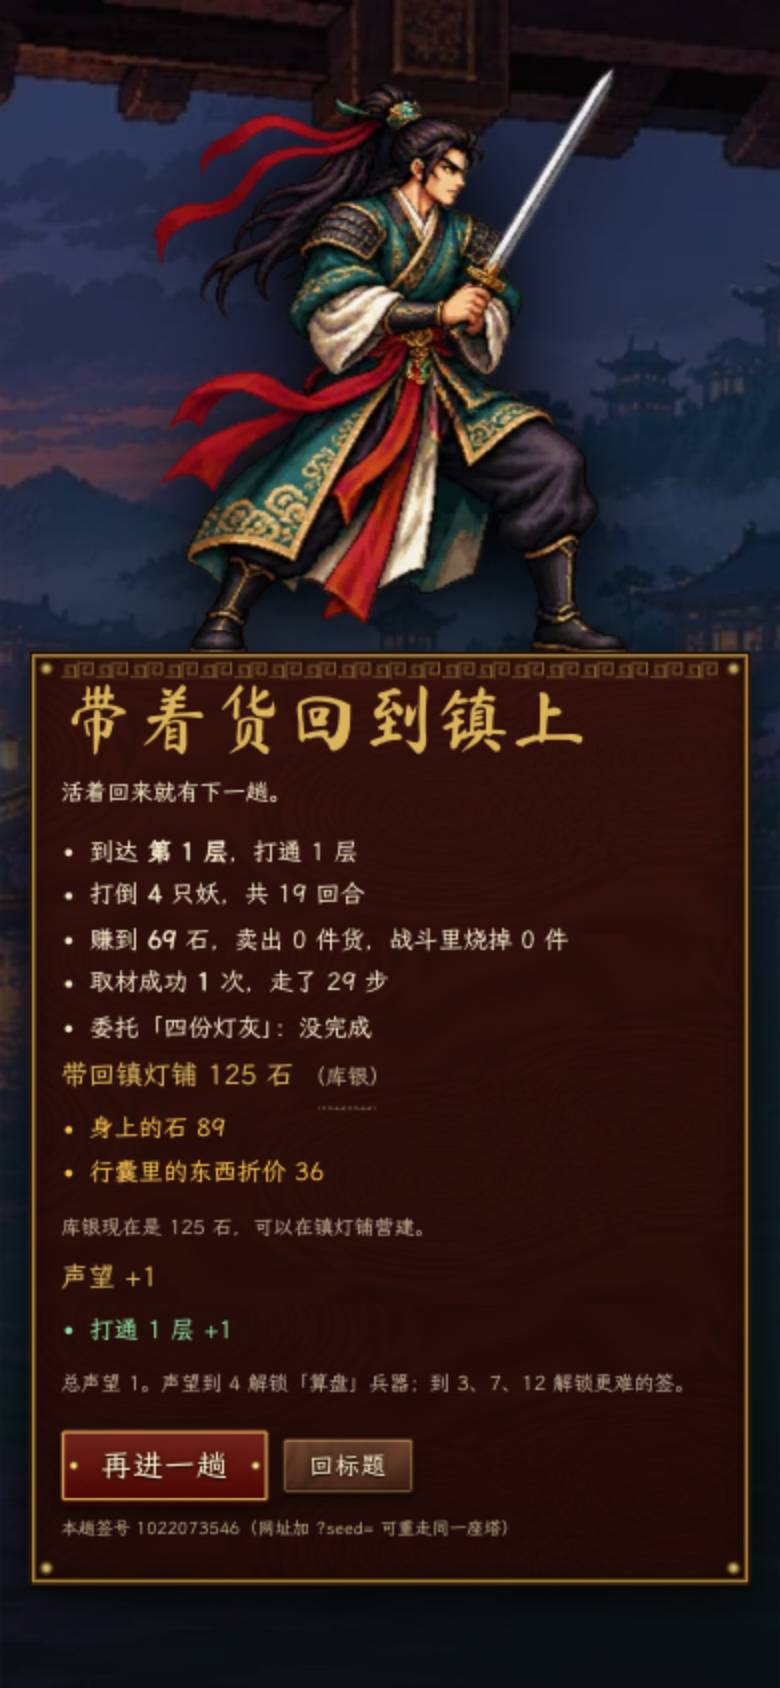 带着货回到镇上
活着回来就有下一趟。
• 到达 第 1 层，打通 1 层
• 打倒 4 只妖，共 19 回合
• 赚到 69 石，卖出 0 件货，战斗里烧掉 0 件
• 取材成功 1 次，走了 29 步
• 委托「四份灯灰」：没完成
带回镇灯铺 125 石 （库银）
• 身上的石 89
• 行囊里的东西折价 36
库银现在是 125 石，可以在镇灯铺营建。
声望 +1
• 打通 1 层 +1
总声望 1。声望到 4 解锁「算盘」兵器；到 3、7、12 解锁更难的签。
再进一趟 回标题
本趟签号 1022073546（网址加 ?seed= 可重走同一座塔）